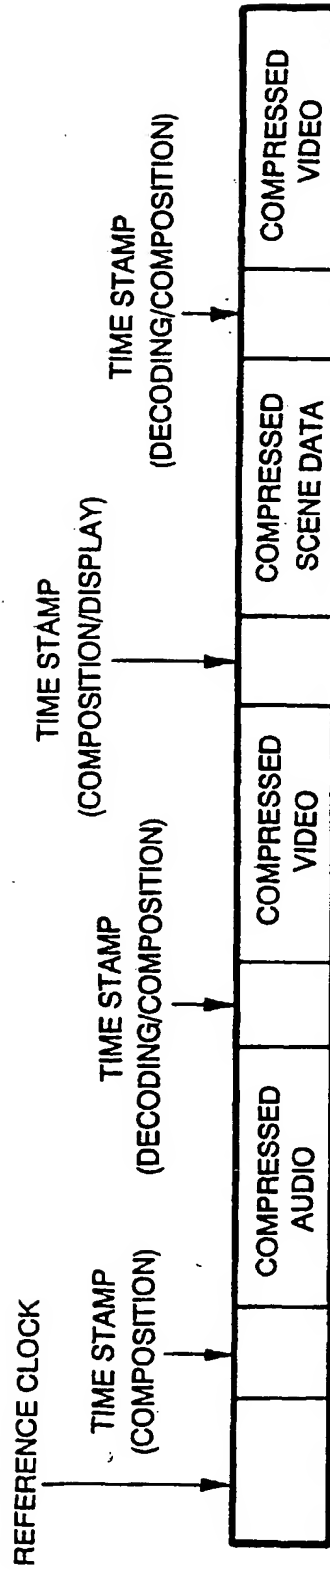 REFERENCE CLOCK
TIME STAMP
(COMPOSITION)
TIME STAMP
(DECODING/COMPOSITION)
TIME STAMP
(COMPOSITION/DISPLAY)
TIME STAMP
(DECODING/COMPOSITION)
COMPRESSED
AUDIO
COMPRESSED
VIDEO
COMPRESSED
SCENE DATA
COMPRESSED
VIDEO